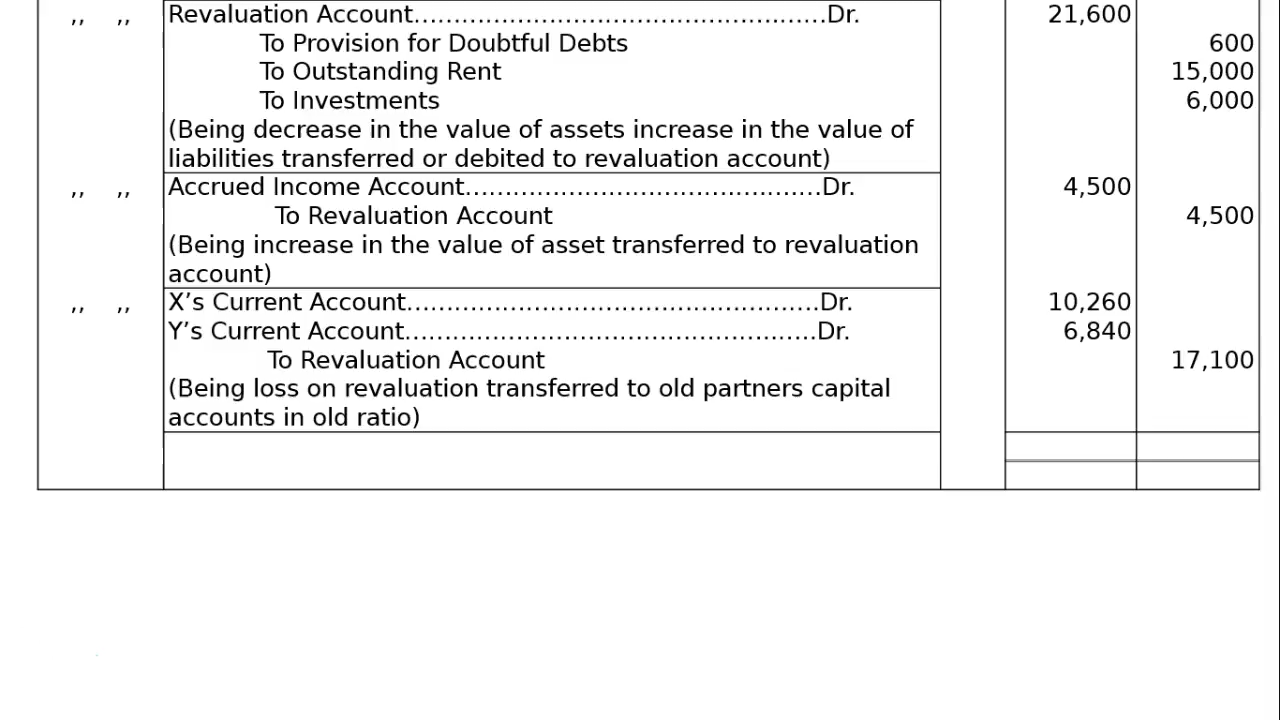 ,, ,, Revaluation Account……………………………………………Dr. 21,600
To Provision for Doubtful Debts 600
To Outstanding Rent 15,000
To Investments 6,000
(Being decrease in the value of assets increase in the value of
liabilities transferred or debited to revaluation account)
,, ,, Accrued Income Account………………………………………Dr. 4,500
To Revaluation Account 4,500
(Being increase in the value of asset transferred to revaluation
account)
,, ,, X’s Current Account……………………………………………Dr. 10,260
Y’s Current Account……………………………………………Dr. 6,840
To Revaluation Account 17,100
(Being loss on revaluation transferred to old partners capital
accounts in old ratio)